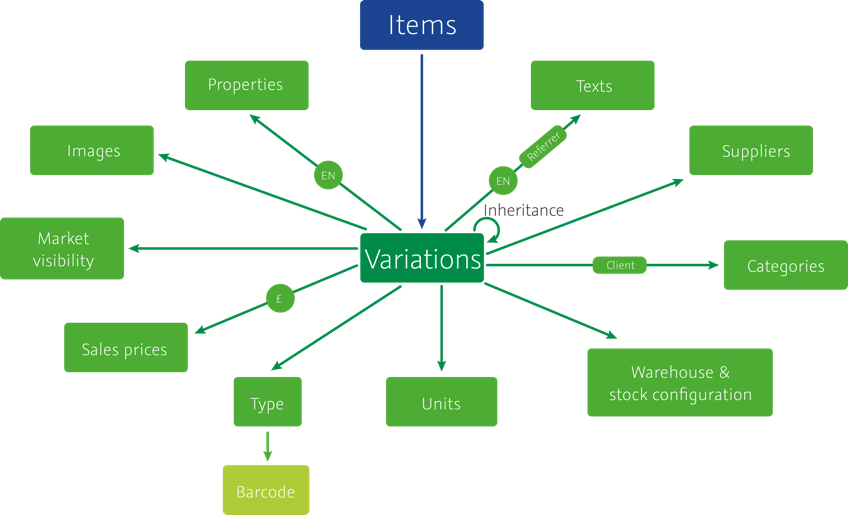 Items
Properties
Texts
Images
EN
EN
Referrer
Suppliers
Inheritance
Market
visibility
Variations
Client
Categories
£
Sales prices
Type
Units
Warehouse &
stock configuration
Barcode